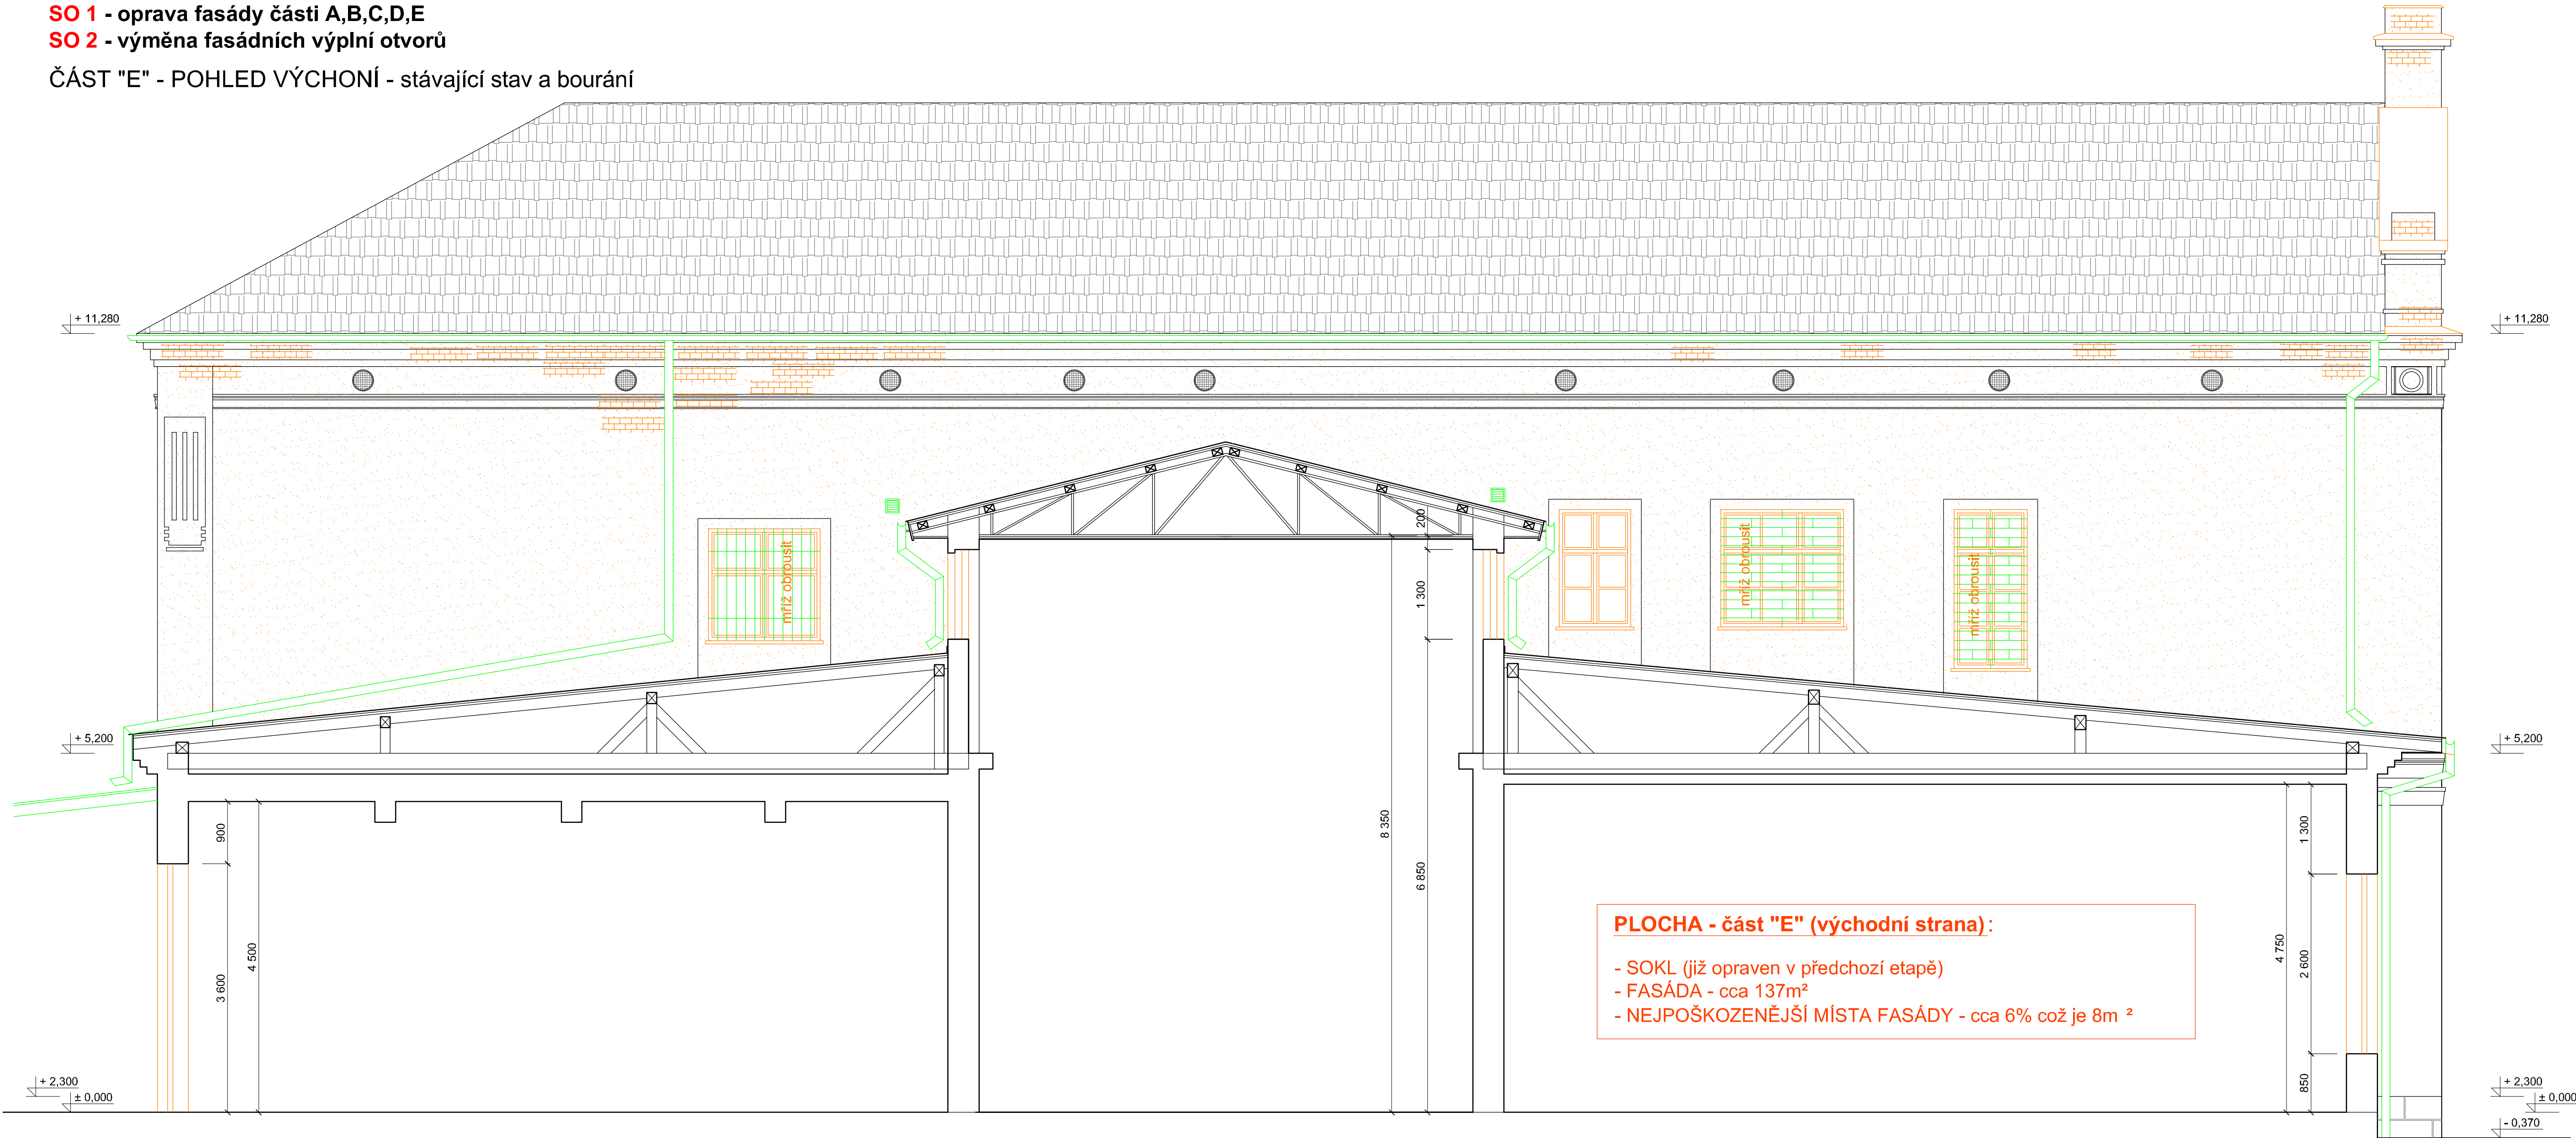 SO 1 - oprava fasády části A,B,C,D,E
SO 2 - výměna fasádních výplní otvorů
ČÁST "E" - POHLED VÝCHONÍ - stávající stav a bourání
+ 11,280
+ 11,280
mříž obrousit
mříž obrousit
mříž obrousit
200
1 300
+ 5,200
+ 5,200
900
3 600
4 500
8 350
6 850
1 300
4 750
2 600
850
PLOCHA - část "E" (východní strana):
- SOKL (již opraven v předchozí etapě)
- FASÁDA - cca 137m²
- NEJPOŠKOZENĚJŠÍ MÍSTA FASÁDY - cca 6% což je 8m ²
+ 2,300
± 0,000
+ 2,300
± 0,000
- 0,370